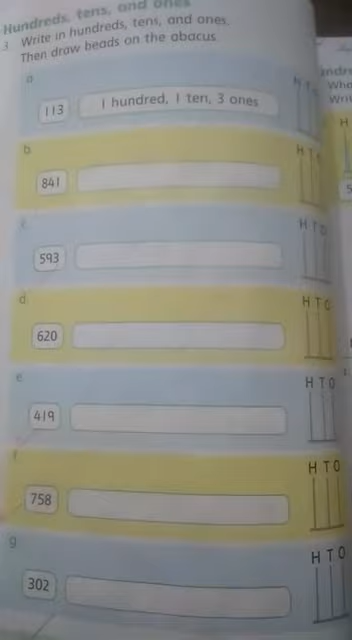 Hundreds, tens, and ones
3 Write in hundreds, tens, and ones.
Then draw beads on the abacus.
a
113
1 hundred, 1 ten, 3 ones
H T
b
841
H T O
593
H T O
d
620
H T O
e
419
H T O
f
758
H T O
g
302
H T O
H